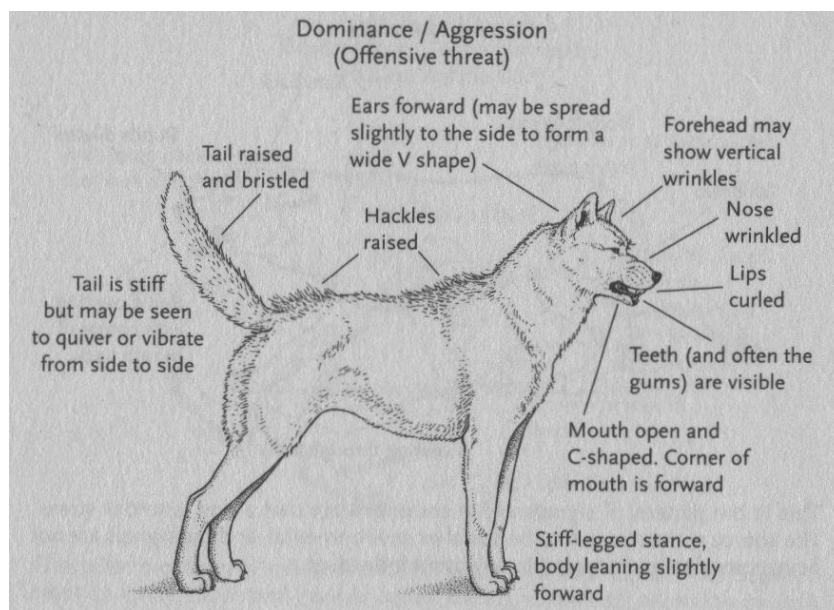 Dominance / Aggression
(Offensive threat)
Ears forward (may be spread
slightly to the side to form a
wide V shape)
Forehead may
show vertical
wrinkles
Tail raised
and bristled
Nose
wrinkled
Hackles
raised
Lips
curled
Tail is stiff
but may be seen
to quiver or vibrate
from side to side
Teeth (and often the
gums) are visible
Mouth open and
C-shaped. Corner of
mouth is forward
Stiff-legged stance,
body leaning slightly
forward